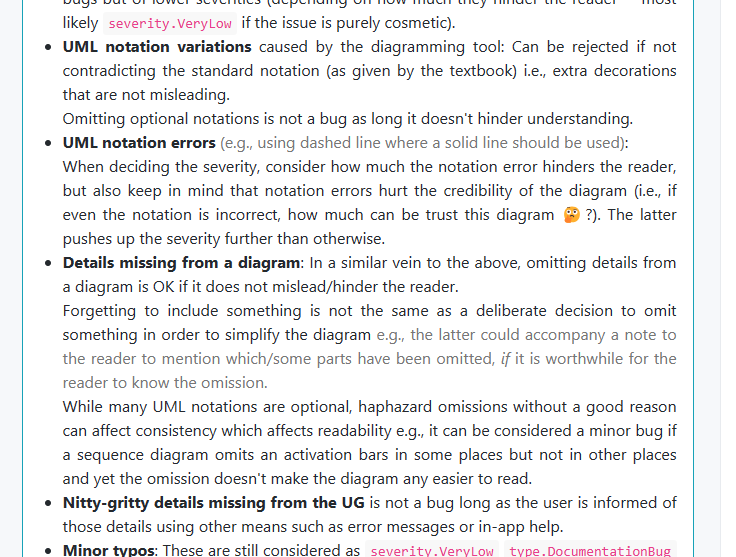 bugs but of lower severities (depending on how much they hinder the reader — most
likely severity.VeryLow if the issue is purely cosmetic).
• UML notation variations caused by the diagramming tool: Can be rejected if not
contradicting the standard notation (as given by the textbook) i.e., extra decorations
that are not misleading.
Omitting optional notations is not a bug as long it doesn't hinder understanding.
• UML notation errors (e.g., using dashed line where a solid line should be used):
When deciding the severity, consider how much the notation error hinders the reader,
but also keep in mind that notation errors hurt the credibility of the diagram (i.e., if
even the notation is incorrect, how much can be trust this diagram 🤔 ?). The latter
pushes up the severity further than otherwise.
• Details missing from a diagram: In a similar vein to the above, omitting details from
a diagram is OK if it does not mislead/hinder the reader.
Forgetting to include something is not the same as a deliberate decision to omit
something in order to simplify the diagram e.g., the latter could accompany a note to
the reader to mention which/some parts have been omitted, if it is worthwhile for the
reader to know the omission.
While many UML notations are optional, haphazard omissions without a good reason
can affect consistency which affects readability e.g., it can be considered a minor bug if
a sequence diagram omits an activation bars in some places but not in other places
and yet the omission doesn't make the diagram any easier to read.
• Nitty-gritty details missing from the UG is not a bug long as the user is informed of
those details using other means such as error messages or in-app help.
• Minor typos: These are still considered as severity.VeryLow type.DocumentationBug